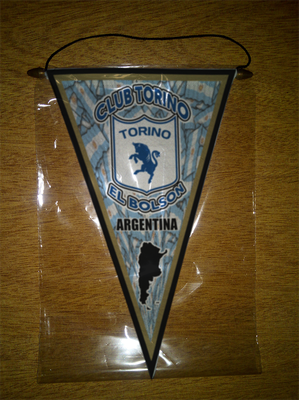 CLUB TORINO
TORINO
EL BOLSON
ARGENTINA